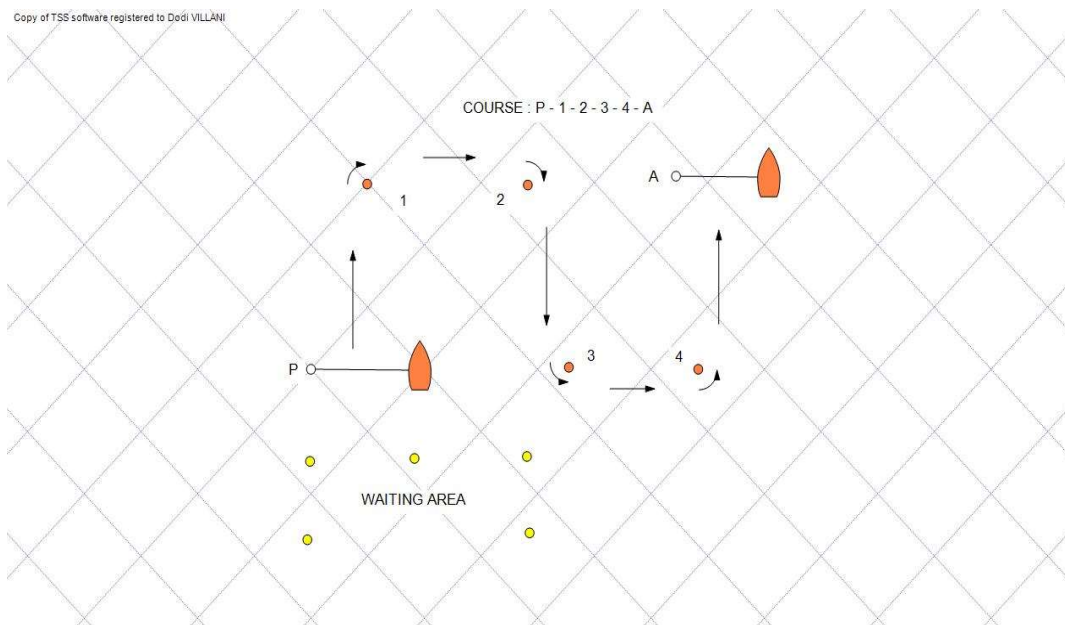 Copy of TSS software registered to Dodi VILLANI
COURSE : P - 1 - 2 - 3 - 4 - A
1
2
A
P
3
4
WAITING AREA